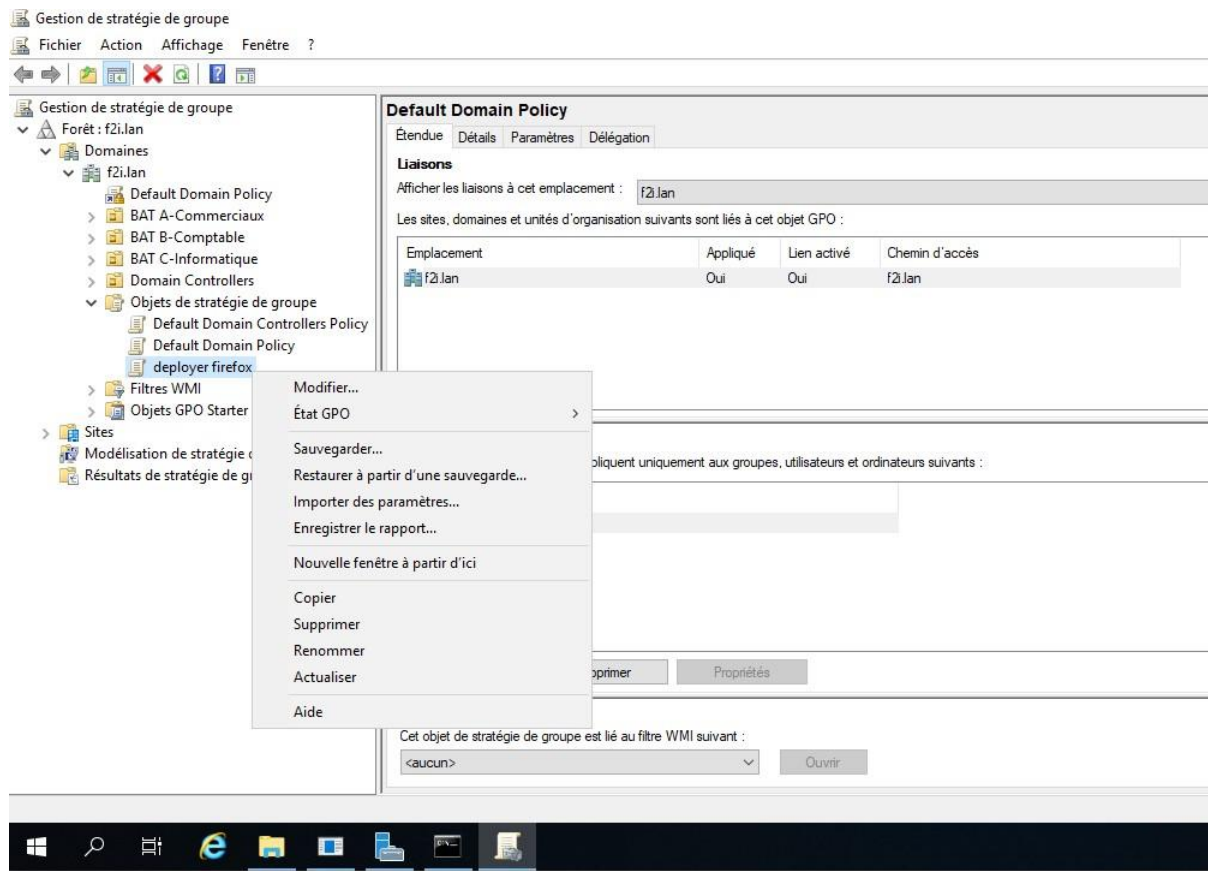 Gestion de stratégie de groupe
Fichier Action Affichage Fenêtre ?
Gestion de stratégie de groupe
Forêt : f2i.lan
Domaines
f2i.lan
Default Domain Policy
BAT A-Commerciaux
BAT B-Comptable
BAT C-Informatique
Domain Controllers
Objets de stratégie de groupe
Default Domain Controllers Policy
Default Domain Policy
deployer firefox
Filtres WMI
Objets GPO Starter
Sites
Modélisation de stratégie
Résultats de stratégie de
Default Domain Policy
Étendue Détails Paramètres Délégation
Liaisons
Afficher les liaisons à cet emplacement : f2i.lan
Les sites, domaines et unités d'organisation suivants sont liés à cet objet GPO :
Emplacement Appliqué Lien activé Chemin d'accès
f2i.lan Oui Oui f2i.lan
Modifier...
État GPO
Sauvegarder...
Restaurer à partir d'une sauvegarde...
Importer des paramètres...
Enregistrer le rapport...
Nouvelle fenêtre à partir d'ici
Copier
Supprimer
Renommer
Actualiser
Aide
pliquent uniquement aux groupes, utilisateurs et ordinateurs suivants :
pprimer Propriétés
Cet objet de stratégie de groupe est lié au filtre WMI suivant :
<aucun> Ouvrir